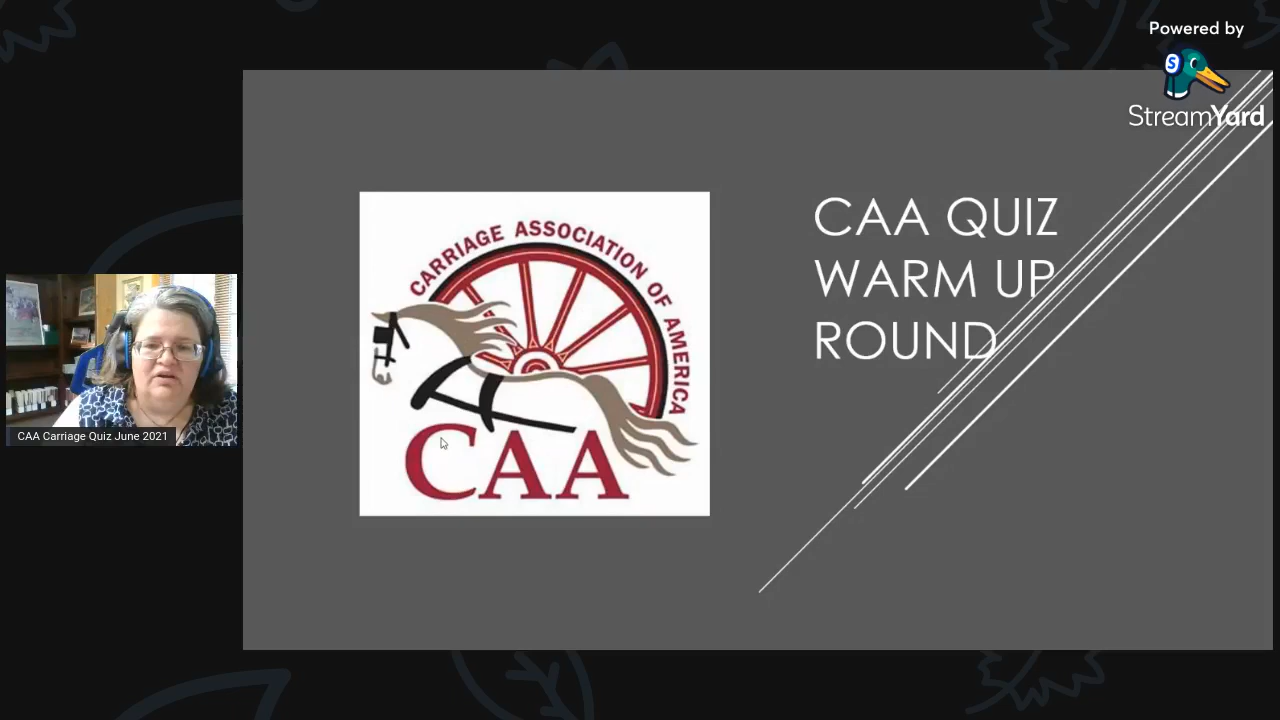 Powered by
StreamYard
CARRIAGE ASSOCIATION OF AMERICA
CAA
CAA QUIZ
WARM UP
ROUND
CAA Carriage Quiz June 2021